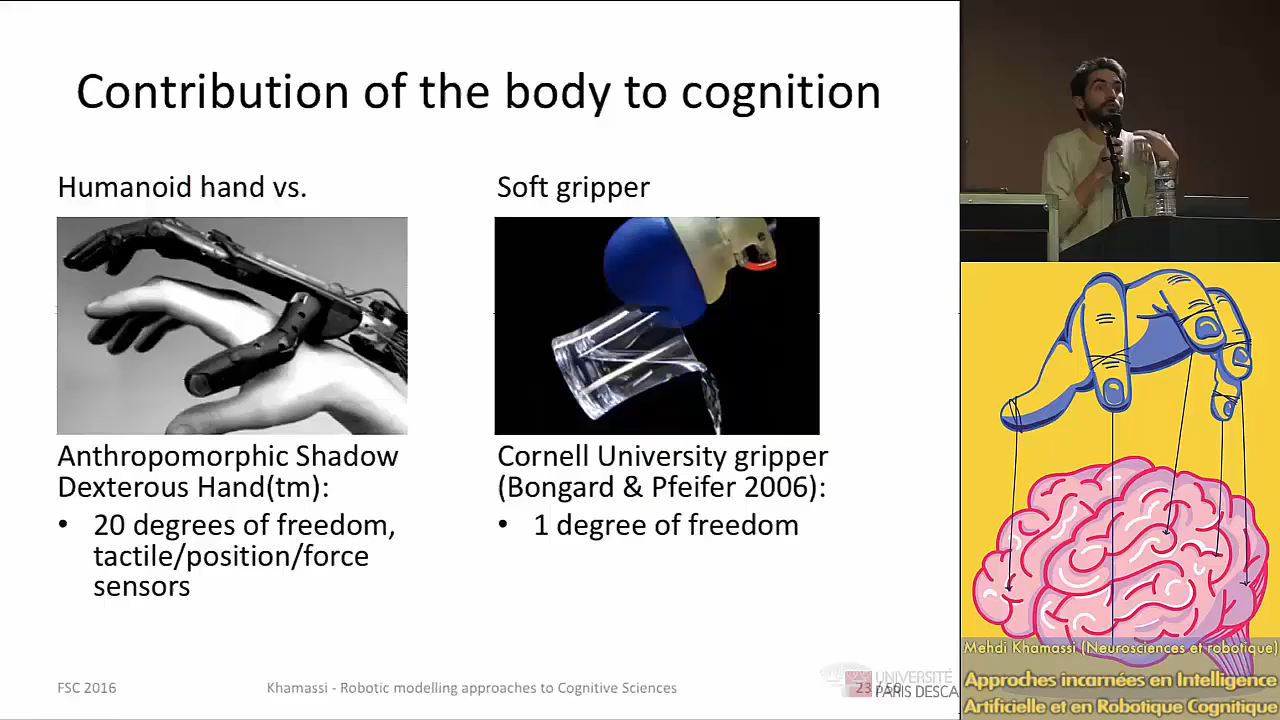 Contribution of the body to cognition
Humanoid hand vs.
Soft gripper
Anthropomorphic Shadow
Dexterous Hand(tm):
• 20 degrees of freedom,
tactile/position/force
sensors
Cornell University gripper
(Bongard & Pfeifer 2006):
• 1 degree of freedom
FSC 2016
Khamassi - Robotic modelling approaches to Cognitive Sciences
23
UNIVERSITÉ
PARIS DESCA
Mehdi Khamassi (Neurosciences et robotique)
Approches incarnées en Intelligence
Artificielle et en Robotique Cognitique